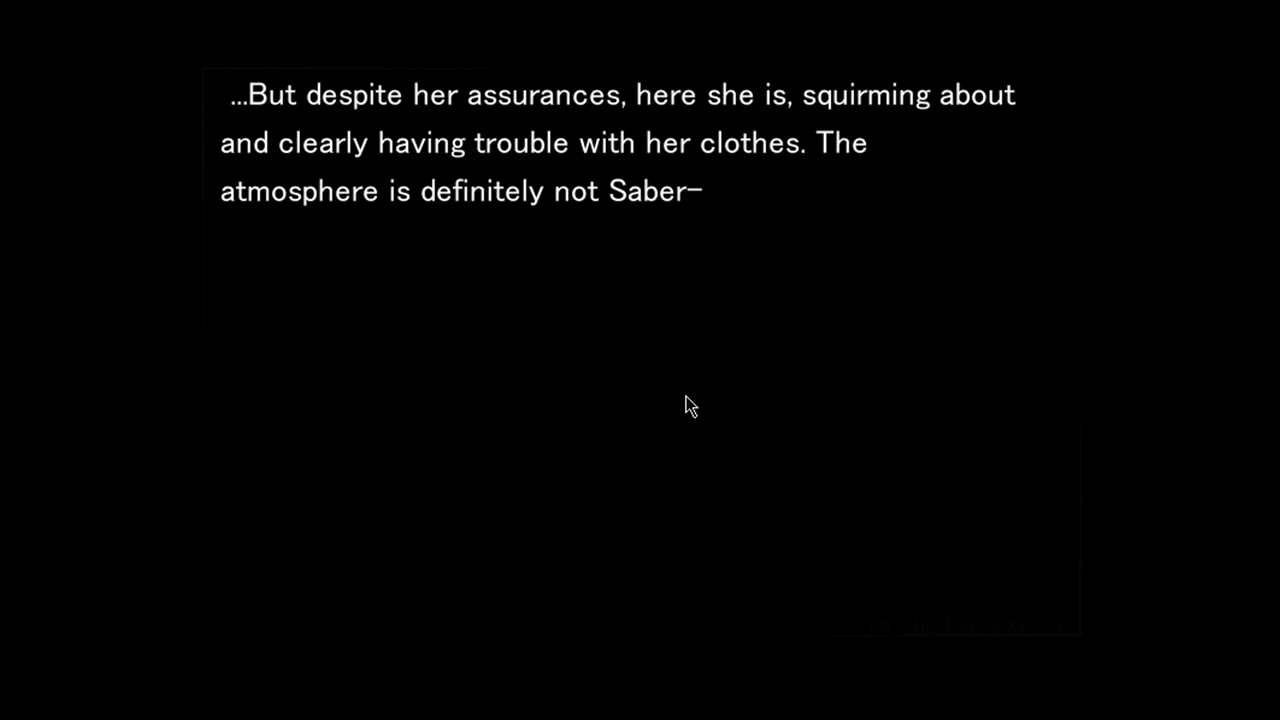 …But despite her assurances, here she is, squirming about
and clearly having trouble with her clothes. The
atmosphere is definitely not Saber—